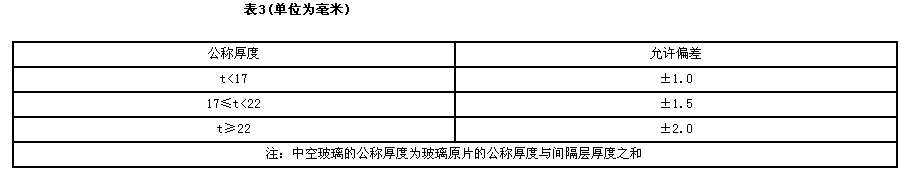 表3(单位为毫米)
公称厚度 允许偏差
t<17 ±1.0
17≤t<22 ±1.5
t≥22 ±2.0
注: 中空玻璃的公称厚度为玻璃原片的公称厚度与间隔层厚度之和